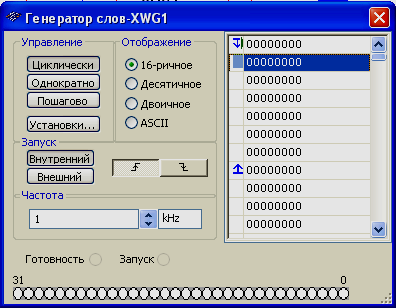 Генератор слов-XWG1
Управление
Циклически
Однократно
Пошагово
Установки...
Отображение
16-ричное
Десятичное
Двоичное
ASCII
Запуск
Внутренний
Внешний
Частота
1 kHz
00000000
00000000
00000000
00000000
00000000
00000000
00000000
00000000
00000000
00000000
00000000
Готовность Запуск
31 0